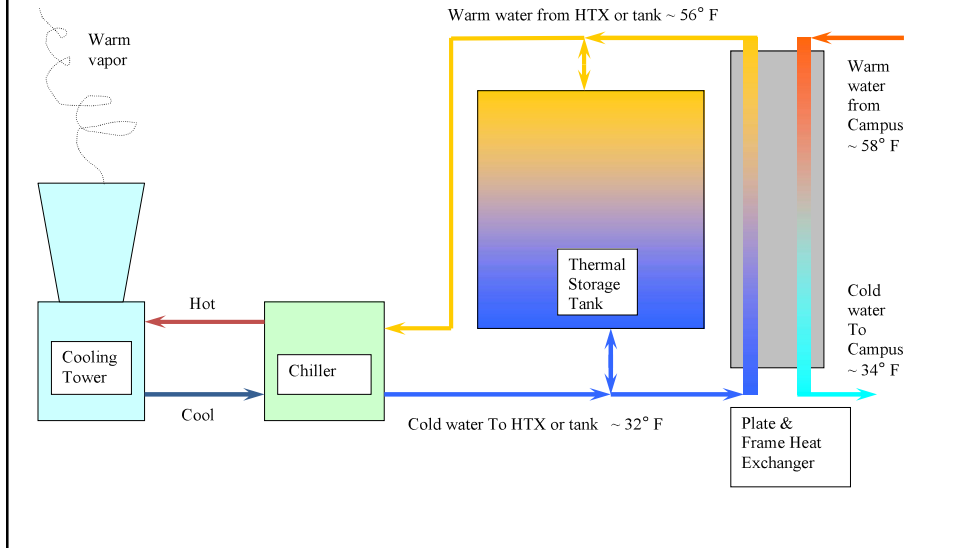 Warm water from HTX or tank ~ 56° F
Warm
vapor
Warm
water
from
Campus
~ 58° F
Thermal
Storage
Tank
Hot
Cold
water
To
Campus
~ 34° F
Cooling
Tower
Chiller
Cool
Cold water To HTX or tank ~ 32° F
Plate &
Frame Heat
Exchanger